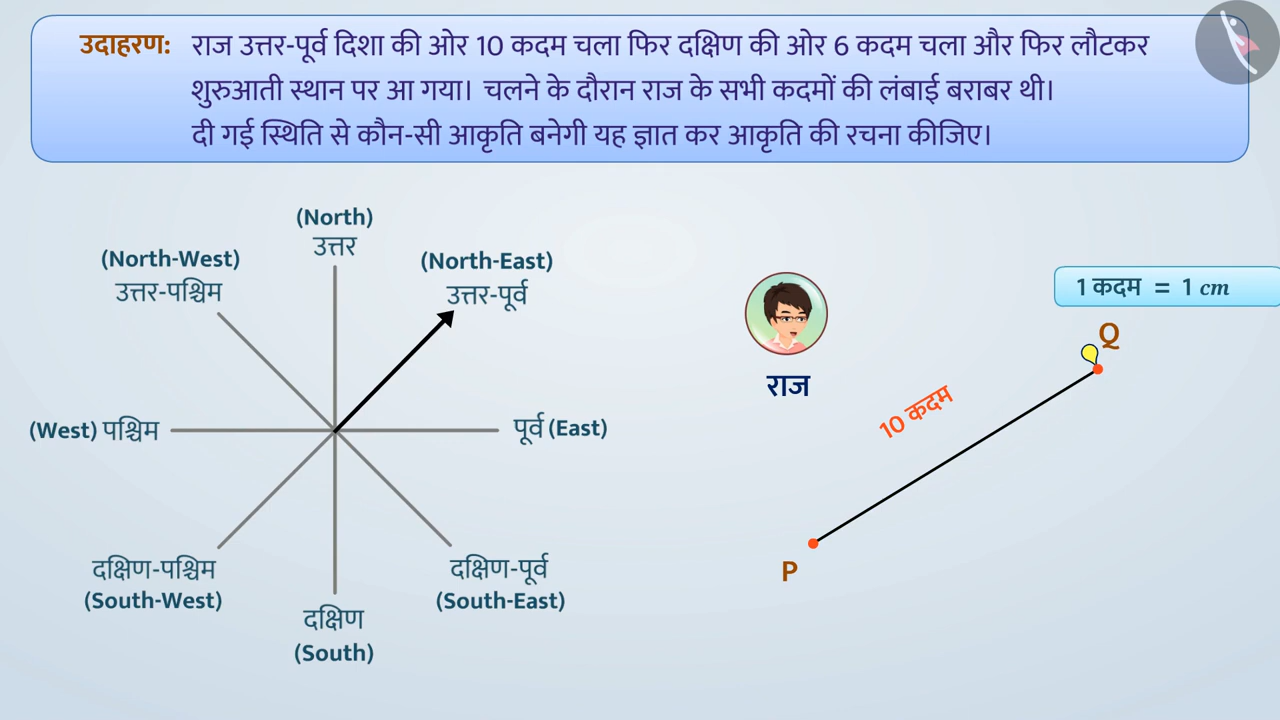 उदाहरण: राज उत्तर-पूर्व दिशा की ओर 10 कदम चला फिर दक्षिण की ओर 6 कदम चला और फिर लौटकर
शुरुआती स्थान पर आ गया। चलने के दौरान राज के सभी कदमों की लंबाई बराबर थी।
दी गई स्थिति से कौन-सी आकृति बनेगी यह ज्ञात कर आकृति की रचना कीजिए।
(North)
उत्तर
(North-West)
उत्तर-पश्चिम
(North-East)
उत्तर-पूर्व
(West) पश्चिम
पूर्व (East)
दक्षिण-पश्चिम
(South-West)
दक्षिण-पूर्व
(South-East)
दक्षिण
(South)
राज
1 कदम = 1 cm
Q
10 कदम
P